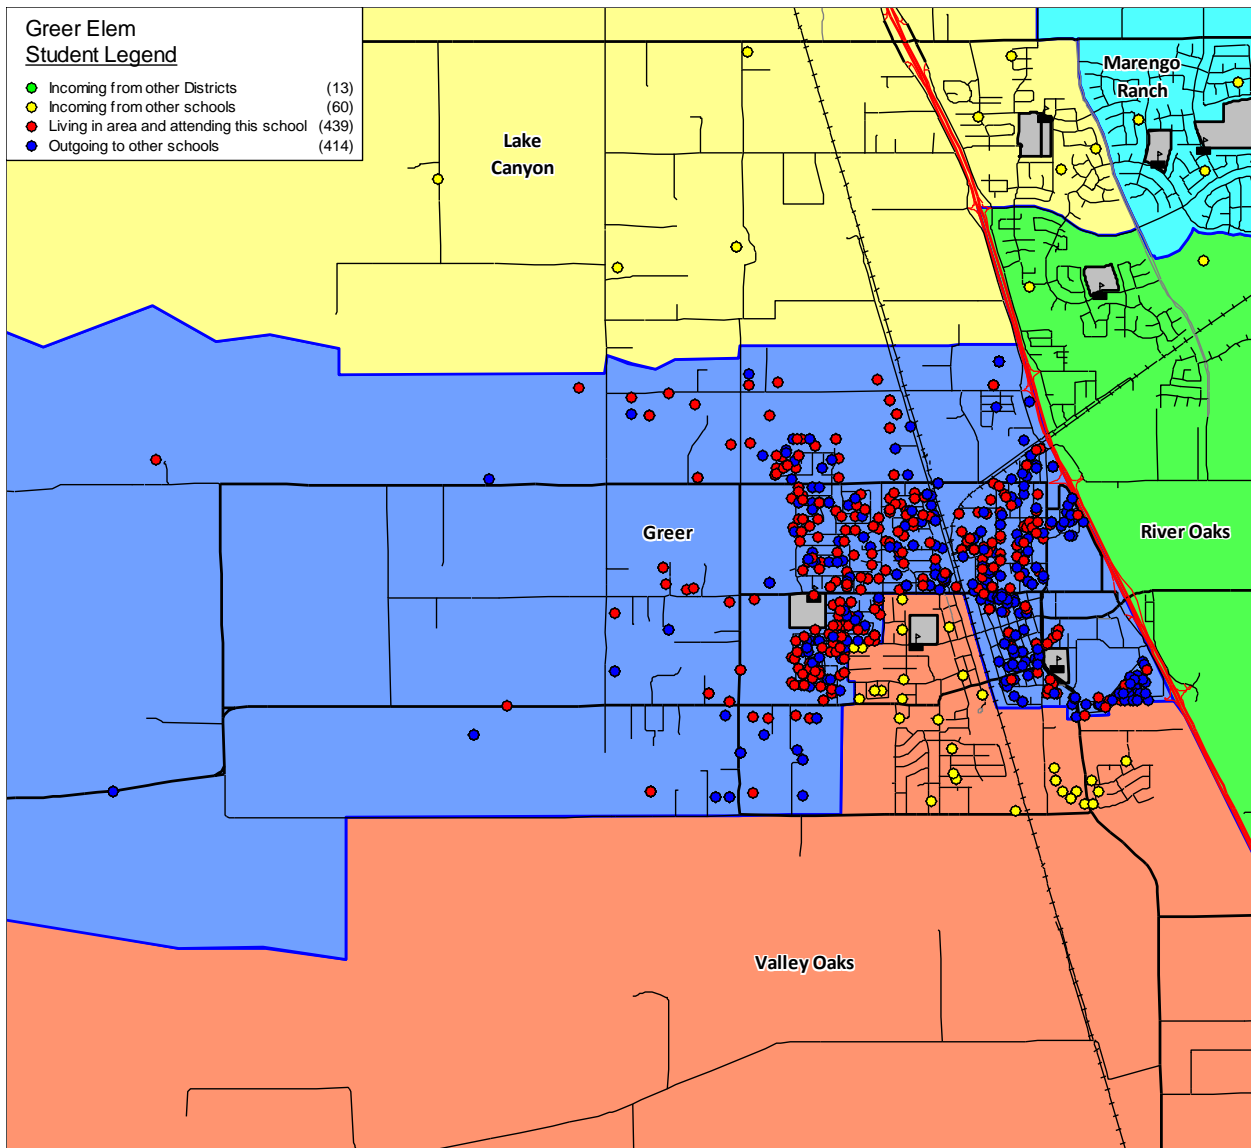 Greer Elem
Student Legend
Incoming from other Districts (13)
Incoming from other schools (60)
Living in area and attending this school (439)
Outgoing to other schools (414)
Marengo
Ranch
Lake
Canyon
Greer
River Oaks
Valley Oaks